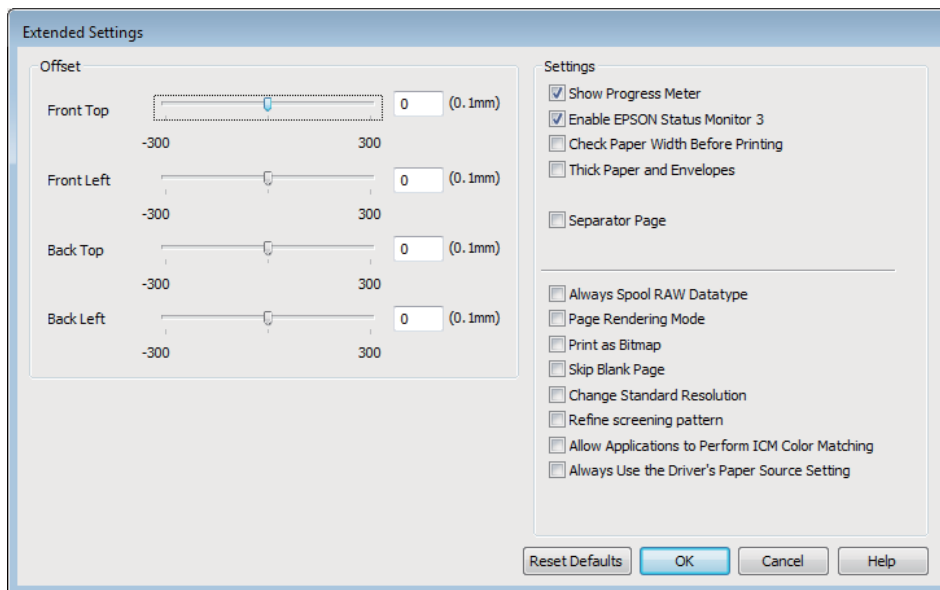 Extended Settings
Offset
Front Top
0 (0.1mm)
-300 300
Front Left
0 (0.1mm)
-300 300
Back Top
0 (0.1mm)
-300 300
Back Left
0 (0.1mm)
-300 300
Settings
Show Progress Meter
Enable EPSON Status Monitor 3
Check Paper Width Before Printing
Thick Paper and Envelopes
Separator Page
Always Spool RAW Datatype
Page Rendering Mode
Print as Bitmap
Skip Blank Page
Change Standard Resolution
Refine screening pattern
Allow Applications to Perform ICM Color Matching
Always Use the Driver's Paper Source Setting
Reset Defaults OK Cancel Help